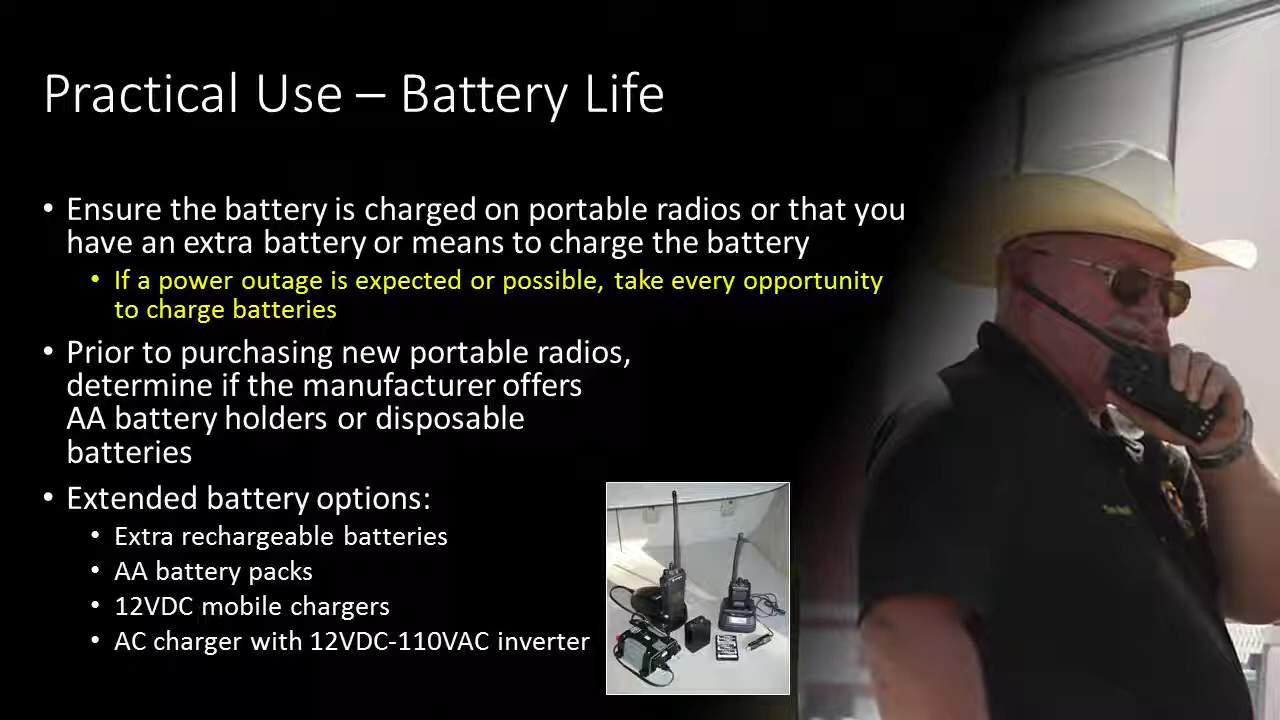 Practical Use – Battery Life
• Ensure the battery is charged on portable radios or that you
have an extra battery or means to charge the battery
• If a power outage is expected or possible, take every opportunity
to charge batteries
• Prior to purchasing new portable radios,
determine if the manufacturer offers
AA battery holders or disposable
batteries
• Extended battery options:
• Extra rechargeable batteries
• AA battery packs
• 12VDC mobile chargers
• AC charger with 12VDC-110VAC inverter